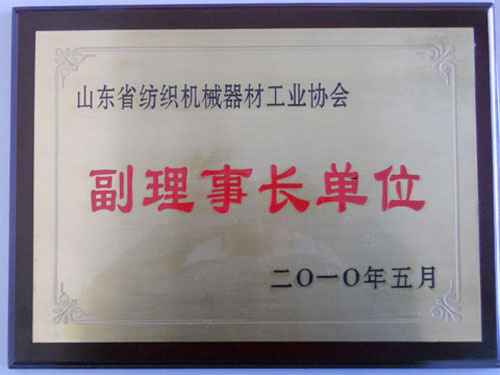 山东省纺织机械器材工业协会
副理事长单位
二〇一〇年五月